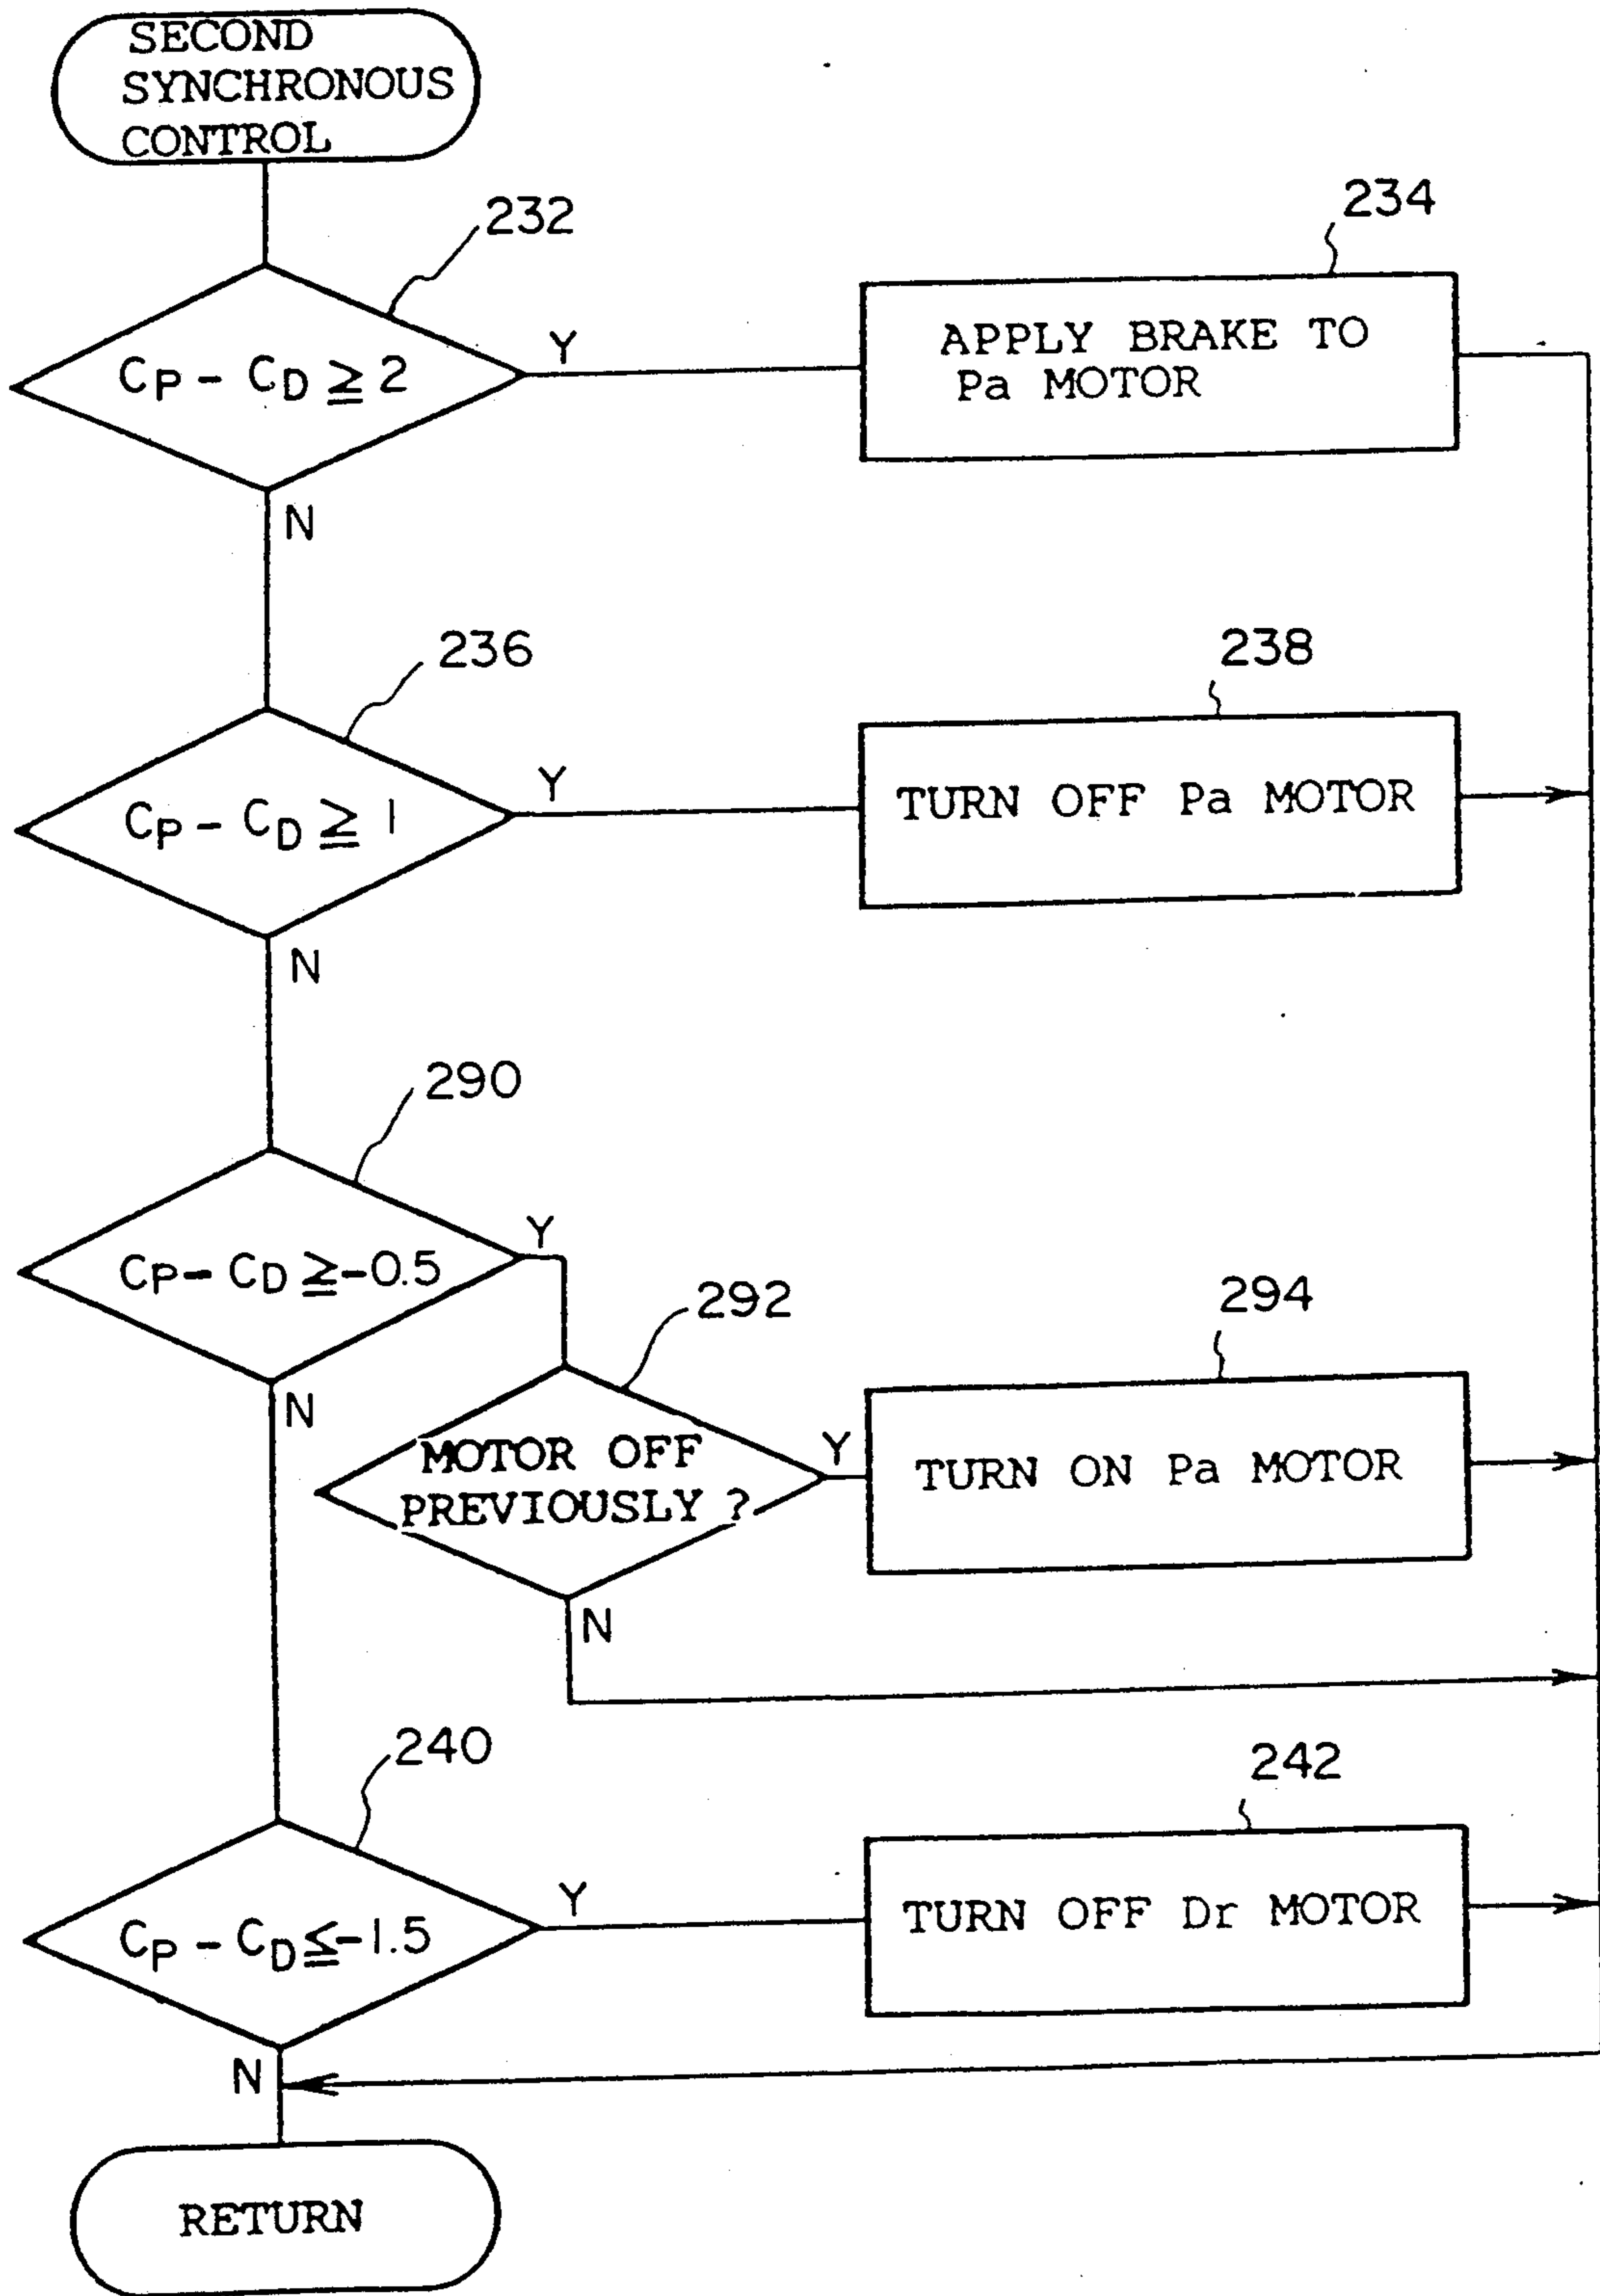 SECOND
SYNCHRONOUS
CONTROL
232
234
CP - CD ≧ 2
Y
APPLY BRAKE TO
Pa MOTOR
N
236
238
CP - CD ≧ 1
Y
TURN OFF Pa MOTOR
N
290
CP - CD ≧ -0.5
Y
292
294
N
MOTOR OFF
PREVIOUSLY ?
Y
TURN ON Pa MOTOR
N
240
242
CP - CD ≦ -1.5
Y
TURN OFF Dr MOTOR
N
RETURN